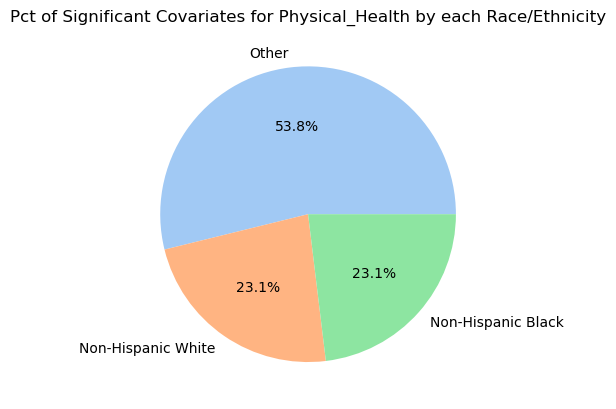 Pct of Significant Covariates for Physical_Health by each Race/Ethnicity
Other
53.8%
23.1%
23.1%
Non-Hispanic White
Non-Hispanic Black